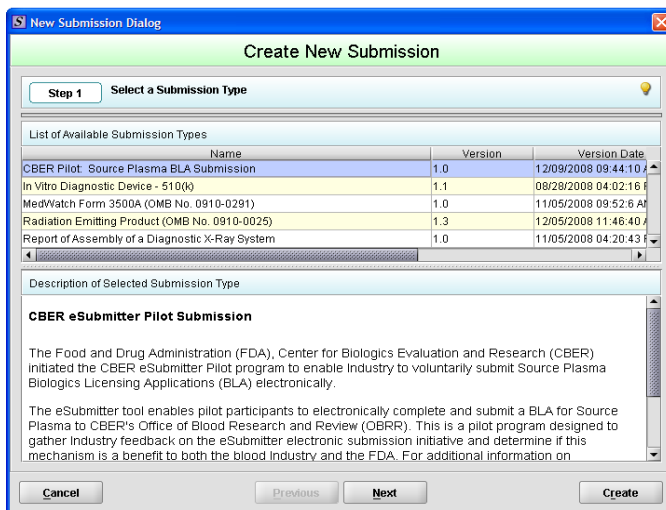 New Submission Dialog
Create New Submission
Step 1 Select a Submission Type
List of Available Submission Types
Name Version Version Date
CBER Pilot: Source Plasma BLA Submission 1.0 12/09/2008 09:44:10
In Vitro Diagnostic Device - 510(k) 1.1 08/28/2008 04:02:16
MedWatch Form 3500A (OMB No. 0910-0291) 1.0 11/05/2008 09:52:6
Radiation Emitting Product (OMB No. 0910-0025) 1.3 12/05/2008 11:46:40
Report of Assembly of a Diagnostic X-Ray System 1.0 11/05/2008 04:20:43
Description of Selected Submission Type
CBER eSubmitter Pilot Submission
The Food and Drug Administration (FDA), Center for Biologics Evaluation and Research (CBER)
initiated the CBER eSubmitter Pilot program to enable Industry to voluntarily submit Source Plasma
Biologics Licensing Applications (BLA) electronically.
The eSubmitter tool enables pilot participants to electronically complete and submit a BLA for Source
Plasma to CBER's Office of Blood Research and Review (OBRR). This is a pilot program designed to
gather Industry feedback on the eSubmitter electronic submission initiative and determine if this
mechanism is a benefit to both the blood Industry and the FDA. For additional information on
Cancel Previous Next Create